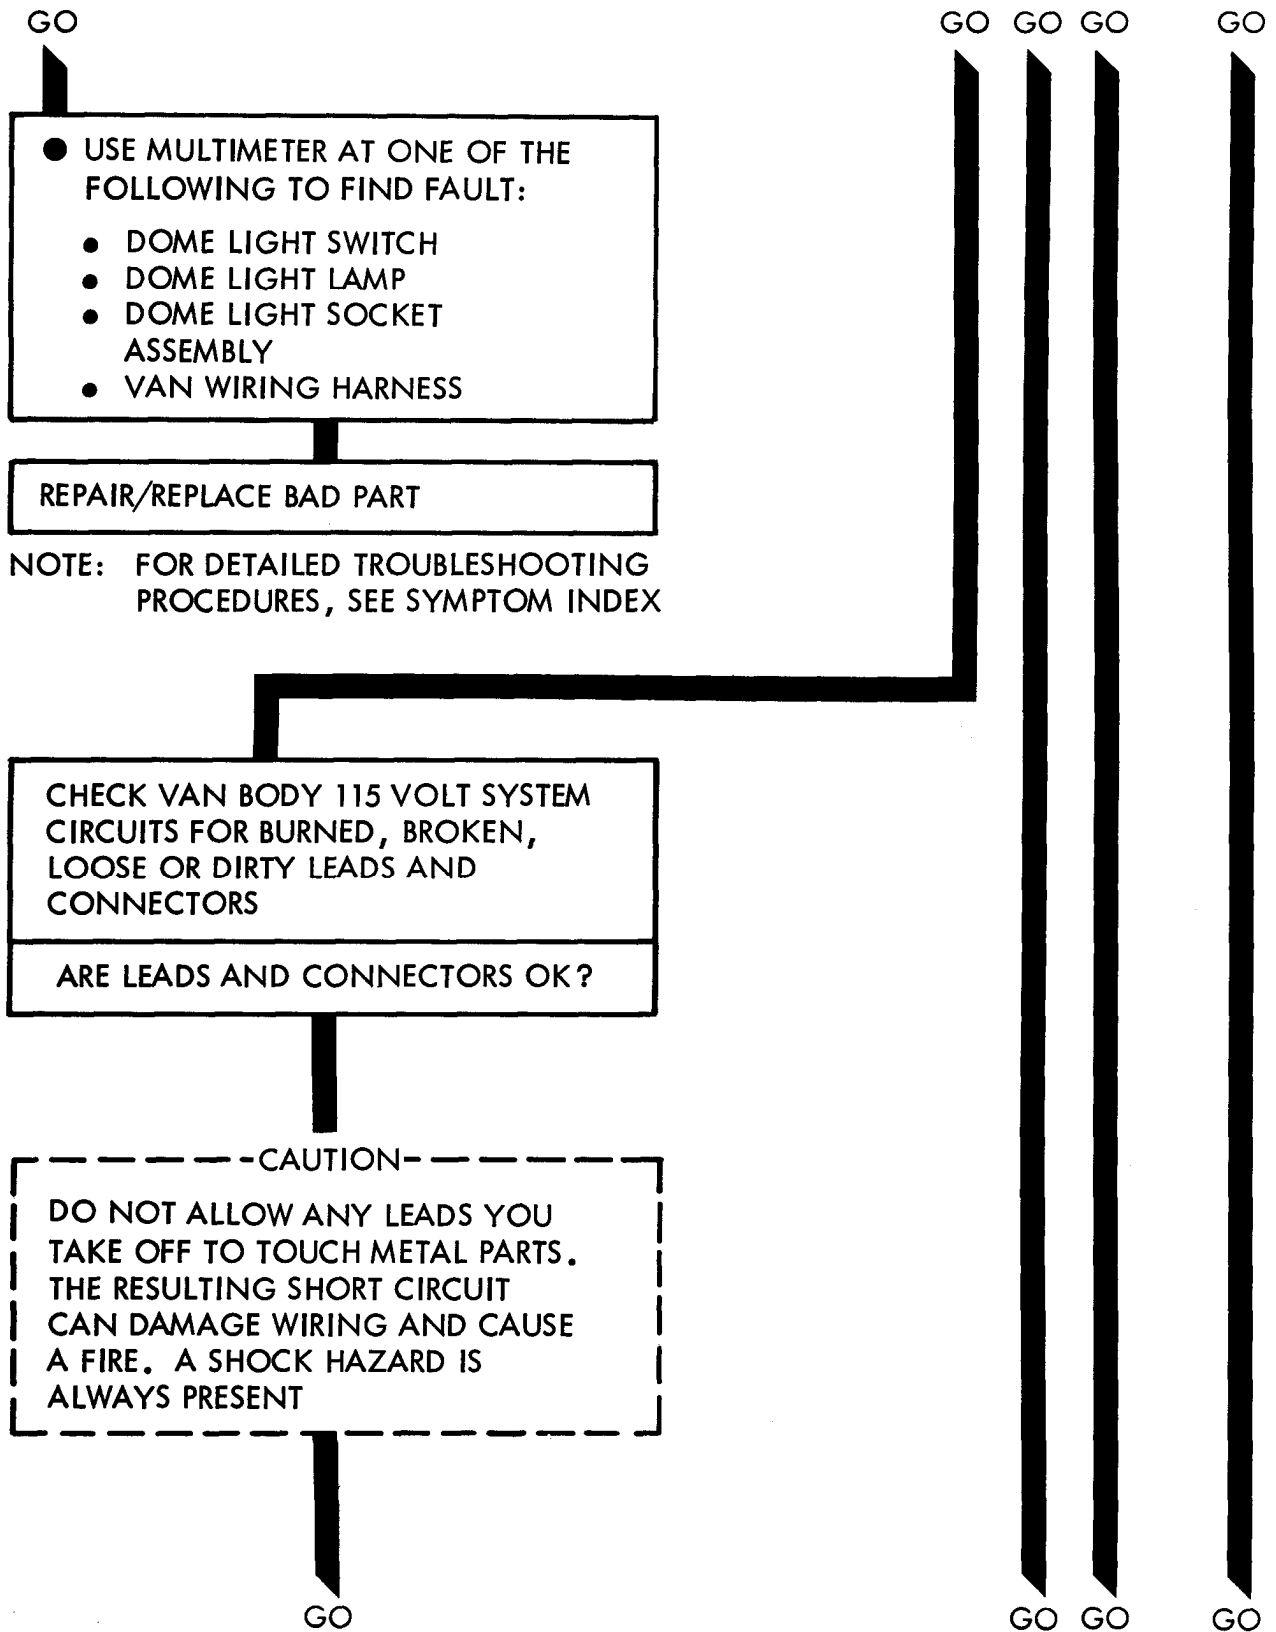 GO
GO GO GO GO
● USE MULTIMETER AT ONE OF THE
FOLLOWING TO FIND FAULT:
● DOME LIGHT SWITCH
● DOME LIGHT LAMP
● DOME LIGHT SOCKET
ASSEMBLY
● VAN WIRING HARNESS
REPAIR/REPLACE BAD PART
NOTE: FOR DETAILED TROUBLESHOOTING
PROCEDURES, SEE SYMPTOM INDEX
CHECK VAN BODY 115 VOLT SYSTEM
CIRCUITS FOR BURNED, BROKEN,
LOOSE OR DIRTY LEADS AND
CONNECTORS
ARE LEADS AND CONNECTORS OK?
CAUTION
DO NOT ALLOW ANY LEADS YOU
TAKE OFF TO TOUCH METAL PARTS.
THE RESULTING SHORT CIRCUIT
CAN DAMAGE WIRING AND CAUSE
A FIRE. A SHOCK HAZARD IS
ALWAYS PRESENT
GO
GO GO GO